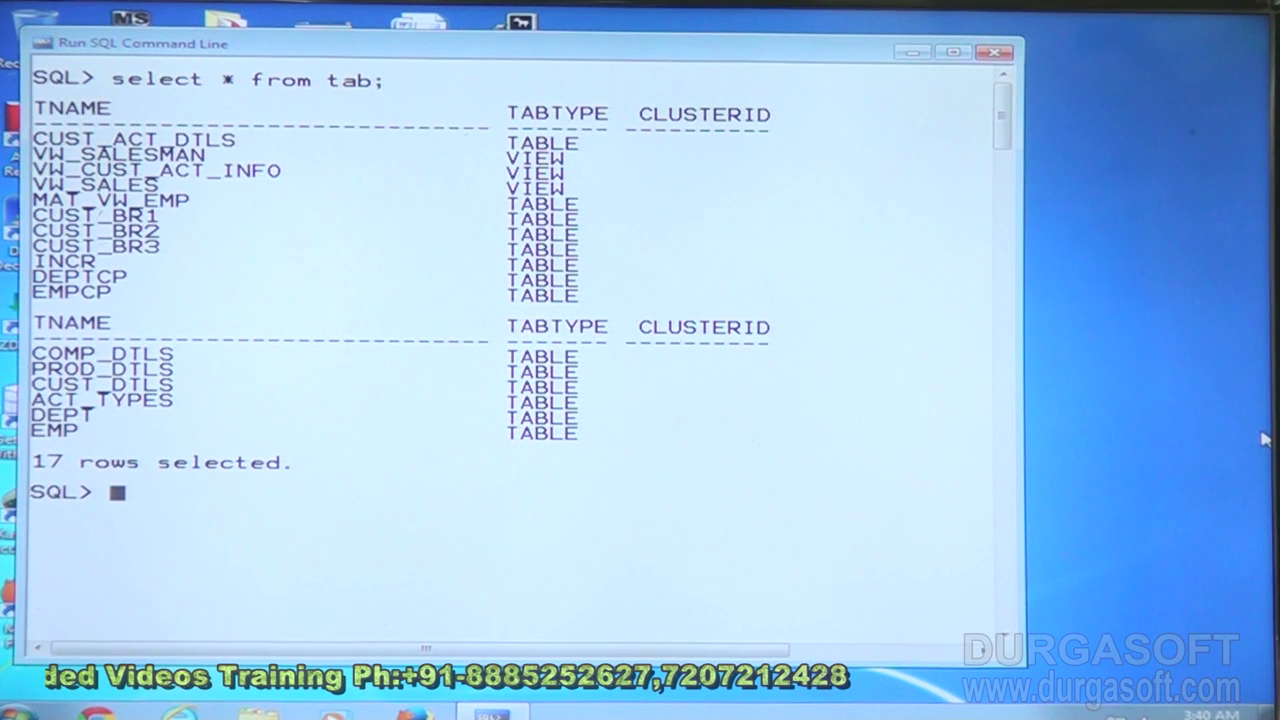 MS
Run SQL Command Line
SQL> select * from tab;
TNAME TABTYPE CLUSTERID
------------------------------ ------- ----------
CUST_ACT_DTLS TABLE
VW_SALESMAN VIEW
VW_CUST_ACT_INFO VIEW
VW_SALES VIEW
MAT_VW_EMP TABLE
CUST_BR1 TABLE
CUST_BR2 TABLE
CUST_BR3 TABLE
INCR TABLE
DEPTCP TABLE
EMPCP TABLE
TNAME TABTYPE CLUSTERID
------------------------------ ------- ----------
COMP_DTLS TABLE
PROD_DTLS TABLE
CUST_DTLS TABLE
ACT_TYPES TABLE
DEPT TABLE
EMP TABLE
17 rows selected.
SQL>
DURGASOFT
ded Videos Training Ph:+91-8885252627,7207212428
www.durgasoft.com
3:40 AM